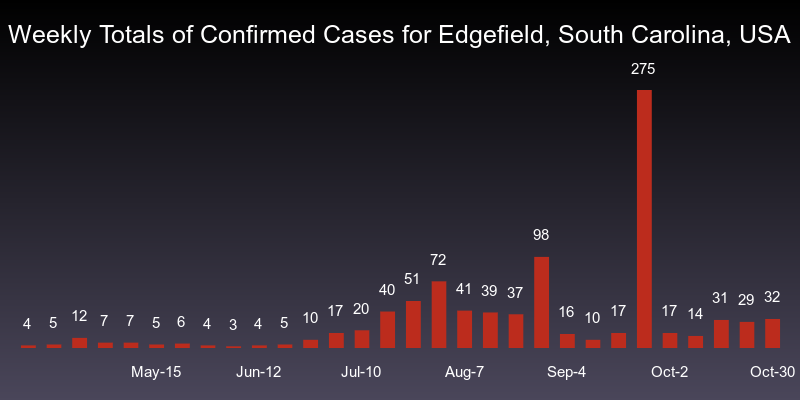 Weekly Totals of Confirmed Cases for Edgefield, South Carolina, USA
4 5 12 7 7 5 6 4 3 4 5 10 17 20 40 51 72 41 39 37 98 16 10 17 275 17 14 31 29 32
May-15 Jun-12 Jul-10 Aug-7 Sep-4 Oct-2 Oct-30